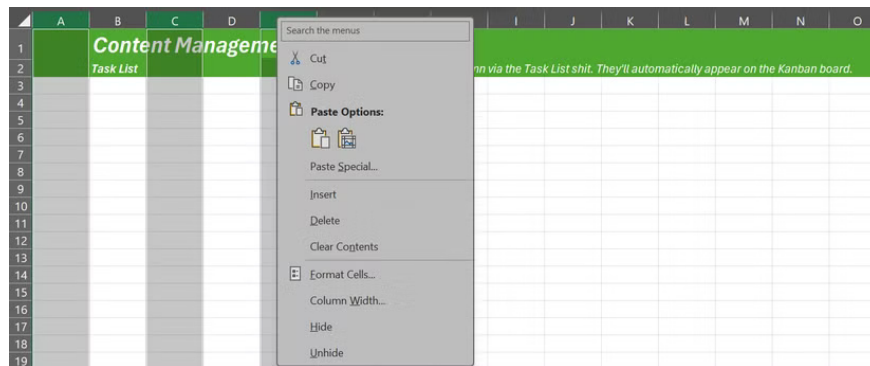 A B C D I J K L M N O
Search the menus
1 Content Manageme
Cut
2 Task List nn via the Task List shit. They'll automatically appear on the Kanban board.
3
Copy
4
Paste Options:
5
6
7
8 Paste Special...
9 Insert
10
11 Delete
12 Clear Contents
13
14 Format Cells...
15 Column Width...
16
17 Hide
18 Unhide
19